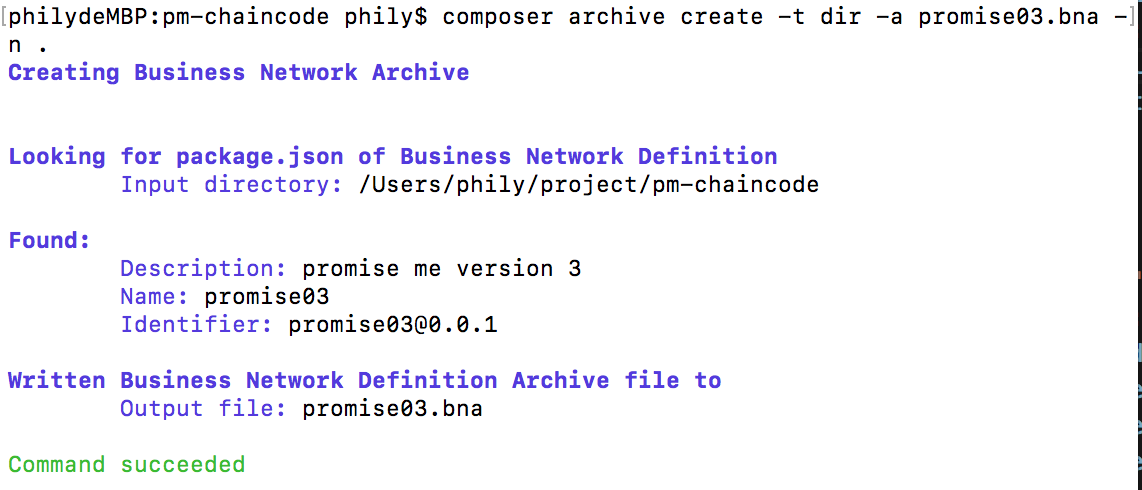 [philydeMBP:pm-chaincode phily$ composer archive create -t dir -a promise03.bna -]
n .
Creating Business Network Archive
Looking for package.json of Business Network Definition
Input directory: /Users/phily/project/pm-chaincode
Found:
Description: promise me version 3
Name: promise03
Identifier: promise03@0.0.1
Written Business Network Definition Archive file to
Output file: promise03.bna
Command succeeded